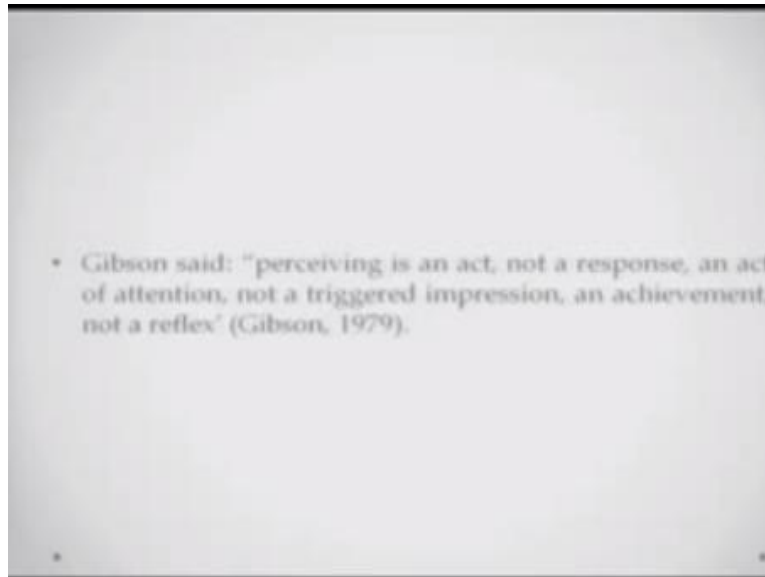 • Gibson said: "perceiving is an act, not a response, an act
of attention, not a triggered impression, an achievement,
not a reflex' (Gibson, 1979).